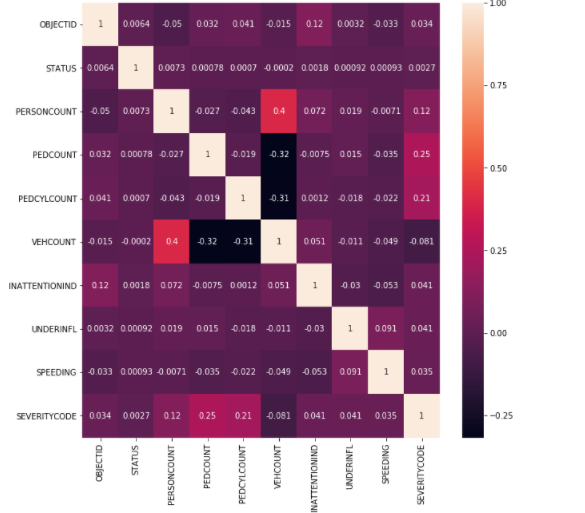 OBJECTID 1 0.0064 -0.05 0.032 0.041 -0.015 0.12 0.0032 -0.033 0.034
STATUS 0.0064 1 0.0073 0.00078 0.0007 -0.0002 0.0018 0.00092 0.00093 0.0027
PERSONCOUNT -0.05 0.0073 1 -0.027 -0.043 0.4 0.072 0.019 -0.0071 0.12
PEDCOUNT 0.032 0.00078 -0.027 1 -0.019 -0.32 -0.0075 0.015 -0.035 0.25
PEDCYLCOUNT 0.041 0.0007 -0.043 -0.019 1 -0.31 0.0012 -0.018 -0.022 0.21
VEHCOUNT -0.015 -0.0002 0.4 -0.32 -0.31 1 0.051 -0.011 -0.049 -0.081
INATTENTIONIND 0.12 0.0018 0.072 -0.0075 0.0012 0.051 1 -0.03 -0.053 0.041
UNDERINFL 0.0032 0.00092 0.019 0.015 -0.018 -0.011 -0.03 1 0.091 0.041
SPEEDING -0.033 0.00093 -0.0071 -0.035 -0.022 -0.049 -0.053 0.091 1 0.035
SEVERITYCODE 0.034 0.0027 0.12 0.25 0.21 -0.081 0.041 0.041 0.035 1
OBJECTID
STATUS
PERSONCOUNT
PEDCOUNT
PEDCYLCOUNT
VEHCOUNT
INATTENTIONIND
UNDERINFL
SPEEDING
SEVERITYCODE
1.00
0.75
0.50
0.25
0.00
−0.25